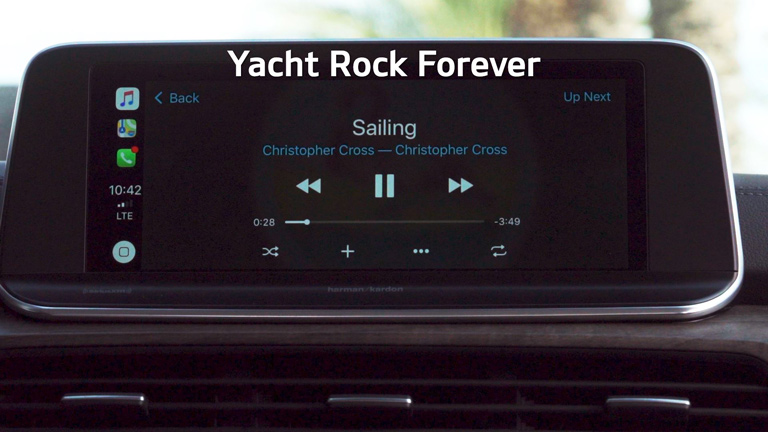 Yacht Rock Forever
Back
Up Next
Sailing
Christopher Cross — Christopher Cross
10:42
LTE
0:28
-3:49
harman/kardon